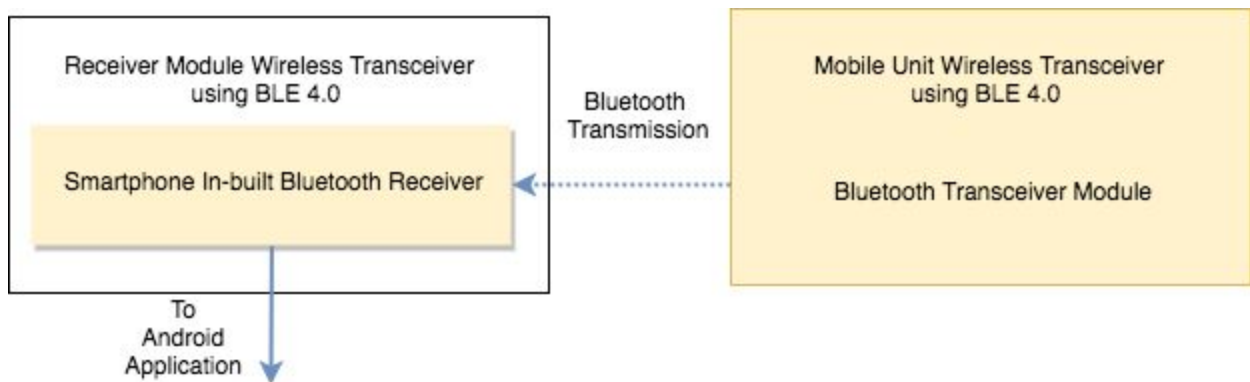 Receiver Module Wireless Transceiver
using BLE 4.0
Smartphone In-built Bluetooth Receiver
To
Android
Application
Bluetooth
Transmission
Mobile Unit Wireless Transceiver
using BLE 4.0
Bluetooth Transceiver Module